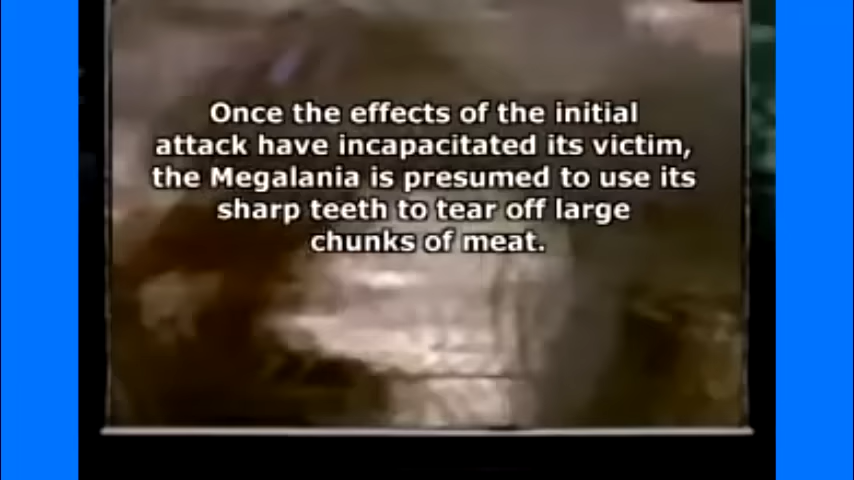 Once the effects of the initial
attack have incapacitated its victim,
the Megalania is presumed to use its
sharp teeth to tear off large
chunks of meat.